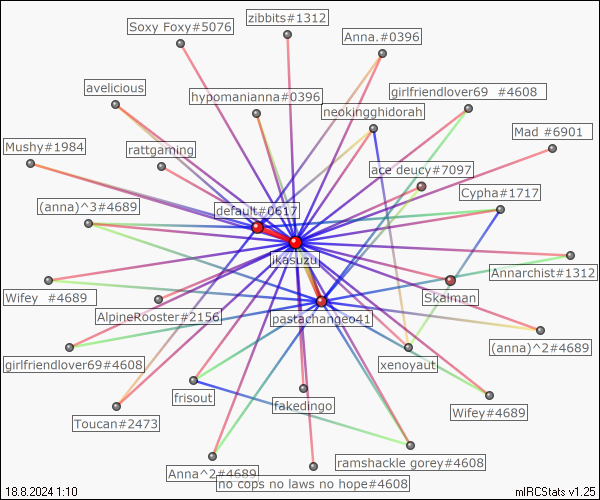 zibbits#1312
Soxy Foxy#5076
Anna.#0396
avelicious
hypomanianna#0396
girlfriendlover69 #4608
neokingghidorah
Mushy#1984
rattgaming
Mad #6901
ace deucy#7097
Cypha#1717
(anna)^3#4689
default#0617
likasuzu
Annarchist#1312
Wifey #4689
AlpineRooster#2156
pastachangeo41
Skalman
girlfriendlover69#4608
xenoyaut
(anna)^2#4689
frisout
fakedingo
Wifey#4689
Toucan#2473
Anna^2#4689
ramshackle gorey#4608
no cops no laws no hope#4608
18.8.2024 1:10
mIRCStats v1.25